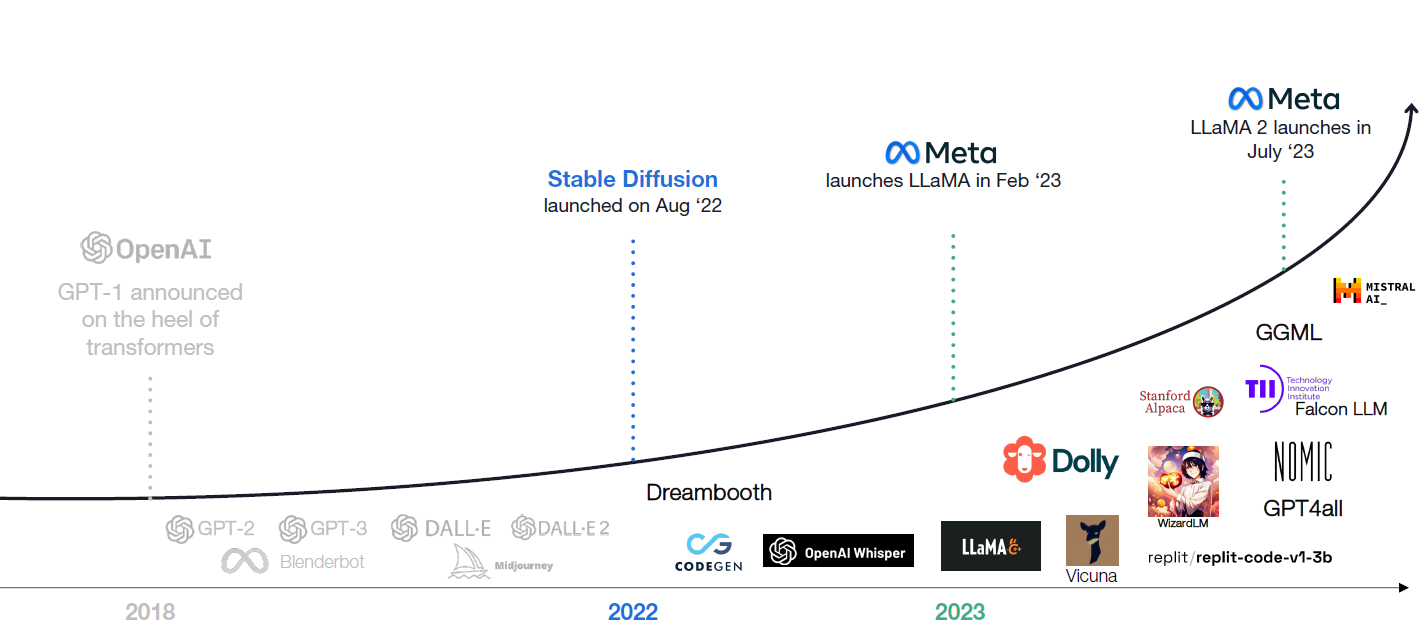 Meta
LLaMA 2 launches in
July ‘23
Meta
launches LLaMA in Feb ‘23
Stable Diffusion
launched on Aug ‘22
OpenAI
GPT-1 announced
on the heel of
transformers
MISTRAL
AI_
GGML
Stanford
Alpaca
TII
Technology
Innovation
Institute
Falcon LLM
Dolly
NOMIC
GPT4all
WizardLM
Dreambooth
GPT-2
GPT-3
DALL·E
DALL·E 2
Blenderbot
Midjourney
CODEGEN
OpenAI Whisper
LLaMA C++
Vicuna
replit/replit-code-v1-3b
2018
2022
2023